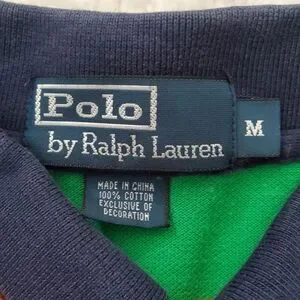 Polo
by Ralph Lauren
M
MADE IN CHINA
100% COTTON
EXCLUSIVE OF
DECORATION